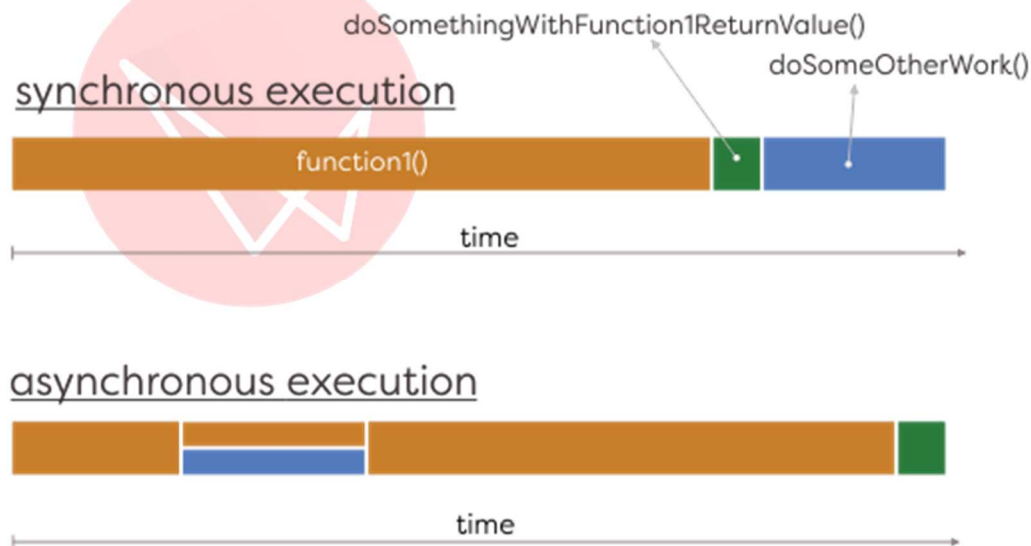 doSomethingWithFunction1ReturnValue()
doSomeOtherWork()
synchronous execution
function1()
time
asynchronous execution
time